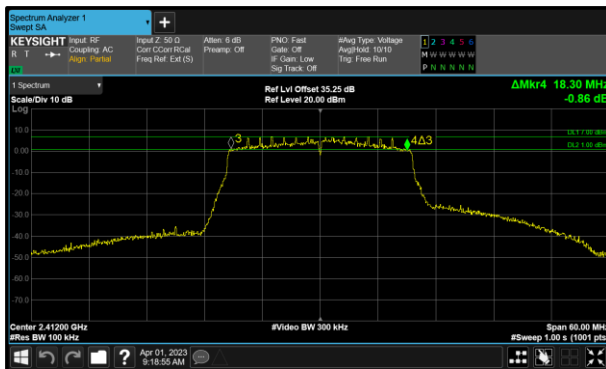 Spectrum Analyzer 1
Swept SA
+
KEYSIGHT
R T
Input: RF
Coupling: AC
Align: Partial
Input Z: 50 Ω
Corr CCorr RCal
Freq Ref: Ext (S)
Atten: 6 dB
Preamp: Off
PNO: Fast
Gate: Off
IF Gain: Low
Sig Track: Off
#Avg Type: Voltage
Avg|Hold: 10/10
Trig: Free Run
1 2 3 4 5 6
M W W W W W
P N N N N N
1 Spectrum
Scale/Div 10 dB
Ref Lvl Offset 35.25 dB
Ref Level 20.00 dBm
ΔMkr4 18.30 MHz
-0.86 dB
Log
10.0
0.00
-10.0
-20.0
-30.0
-40.0
-50.0
-60.0
-70.0
3
4Δ3
DL1 7.00 dBm
DL2 1.00 dBm
Center 2.41200 GHz
#Res BW 100 kHz
#Video BW 300 kHz
Span 60.00 MHz
#Sweep 1.00 s (1001 pts)
?
Apr 01, 2023
9:18:55 AM